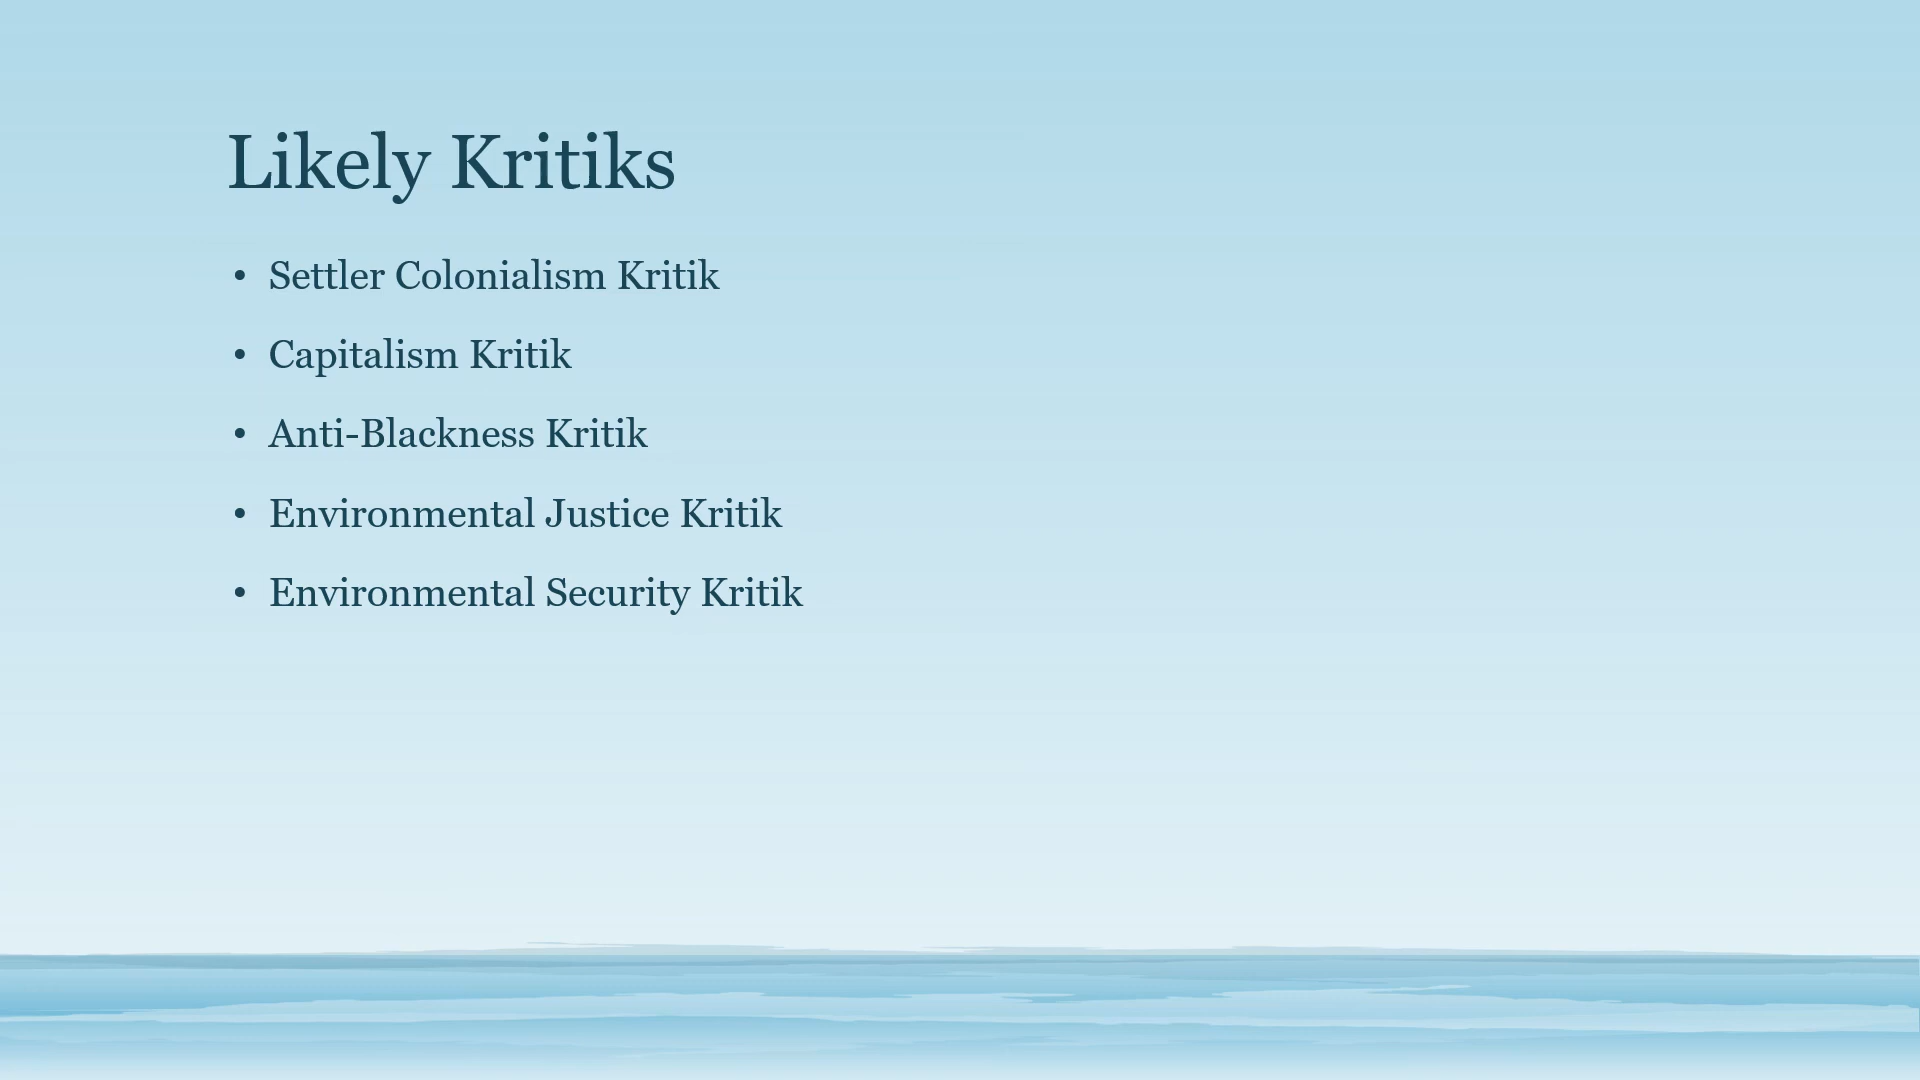 Likely Kritiks
• Settler Colonialism Kritik
• Capitalism Kritik
• Anti-Blackness Kritik
• Environmental Justice Kritik
• Environmental Security Kritik